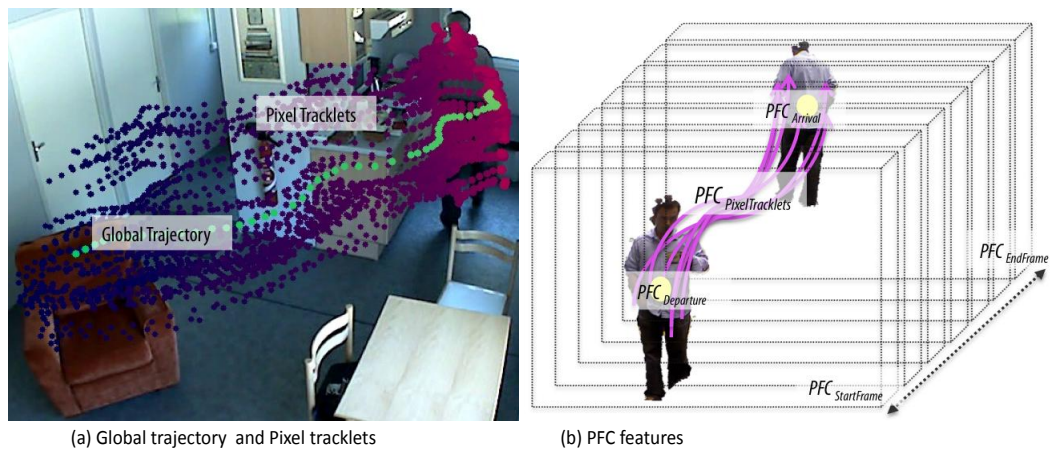 Pixel Tracklets
Global Trajectory
(a) Global trajectory and Pixel tracklets
PFC Arrival
PFC PixelTracklets
PFC Departure
PFC EndFrame
PFC StartFrame
(b) PFC features